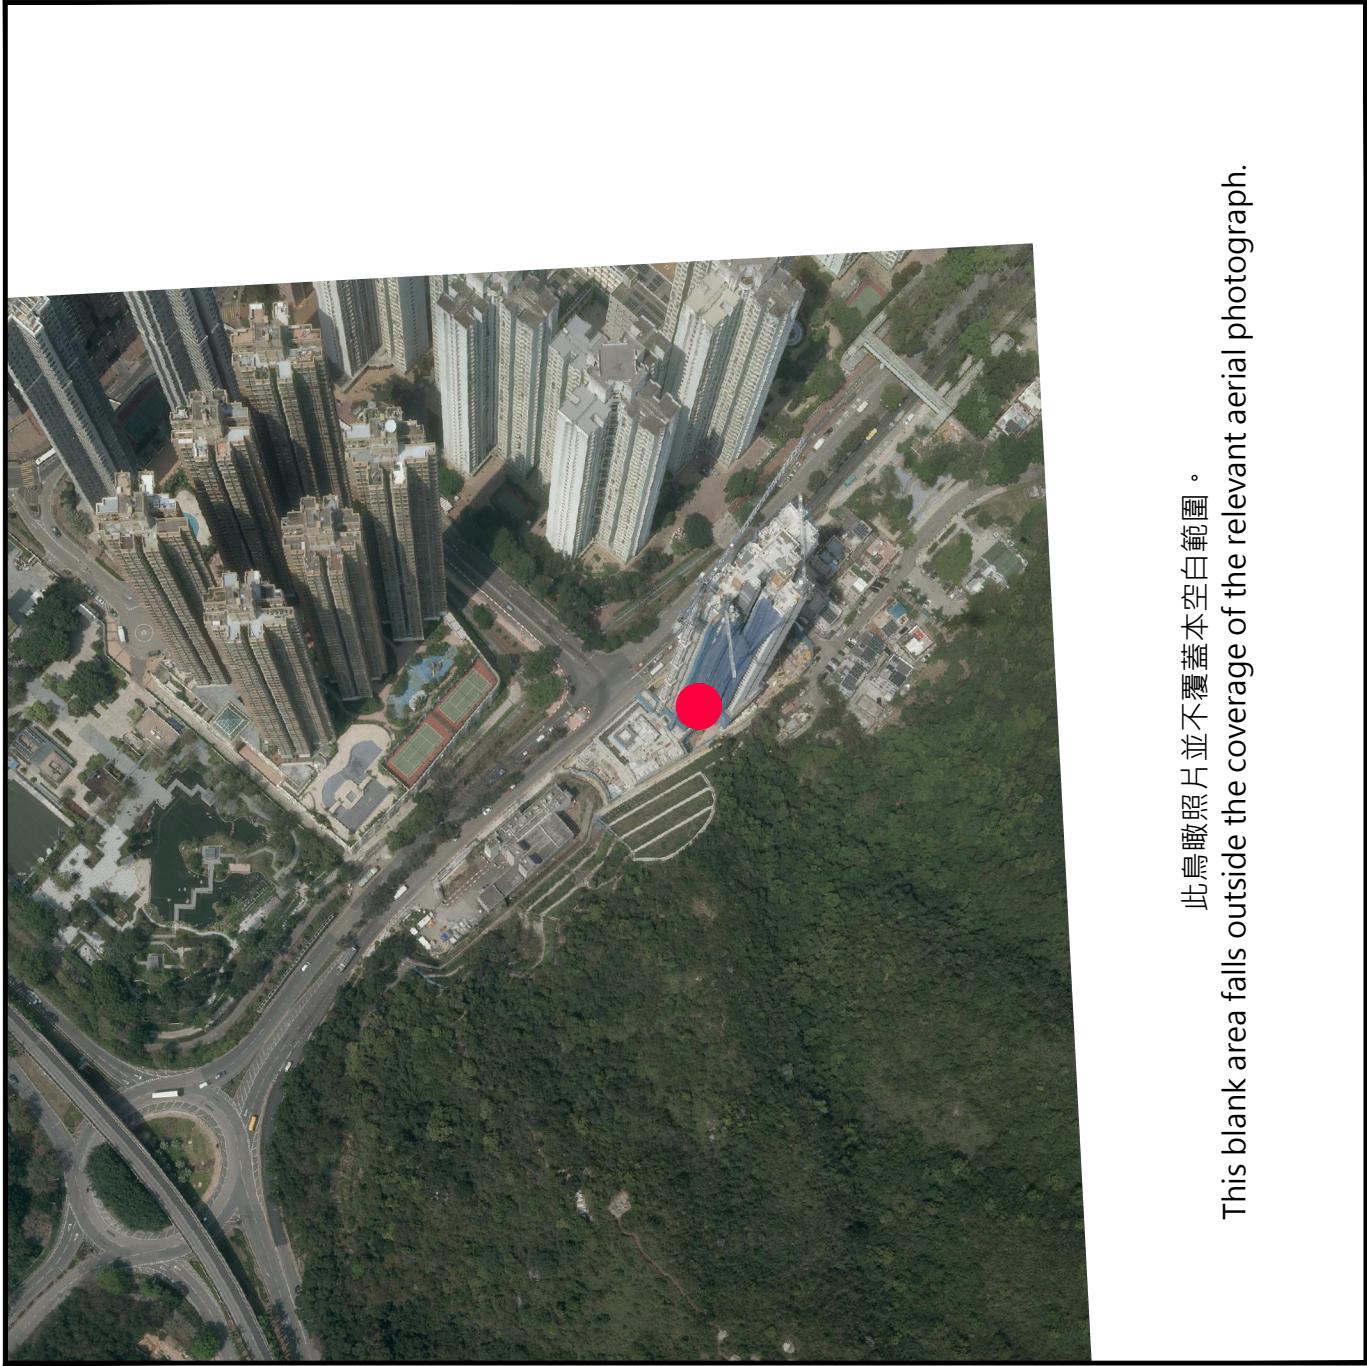 此鳥瞰照片並不覆蓋本空白範圍。
This blank area falls outside the coverage of the relevant aerial photograph.